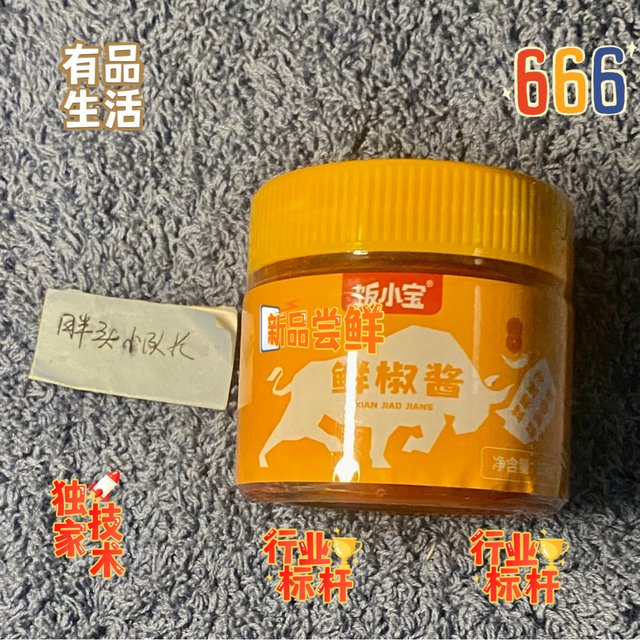 有品
生活
666
饭小宝®
新品尝鲜
鲜椒酱
XIAN JIAO JIANG
净含量
胖头小队长
独家
技术
行业
标杆
行业
标杆